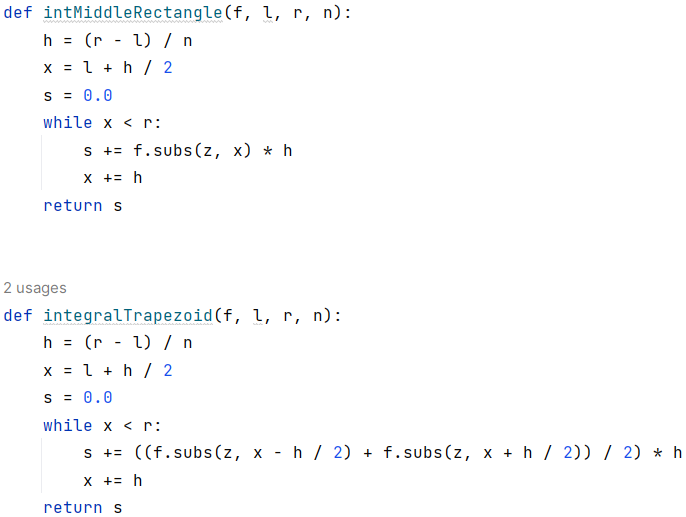 def intMiddleRectangle(f, l, r, n):
    h = (r - l) / n
    x = l + h / 2
    s = 0.0
    while x < r:
        s += f.subs(z, x) * h
        x += h
    return s
2 usages
def integralTrapezoid(f, l, r, n):
    h = (r - l) / n
    x = l + h / 2
    s = 0.0
    while x < r:
        s += ((f.subs(z, x - h / 2) + f.subs(z, x + h / 2)) / 2) * h
        x += h
    return s